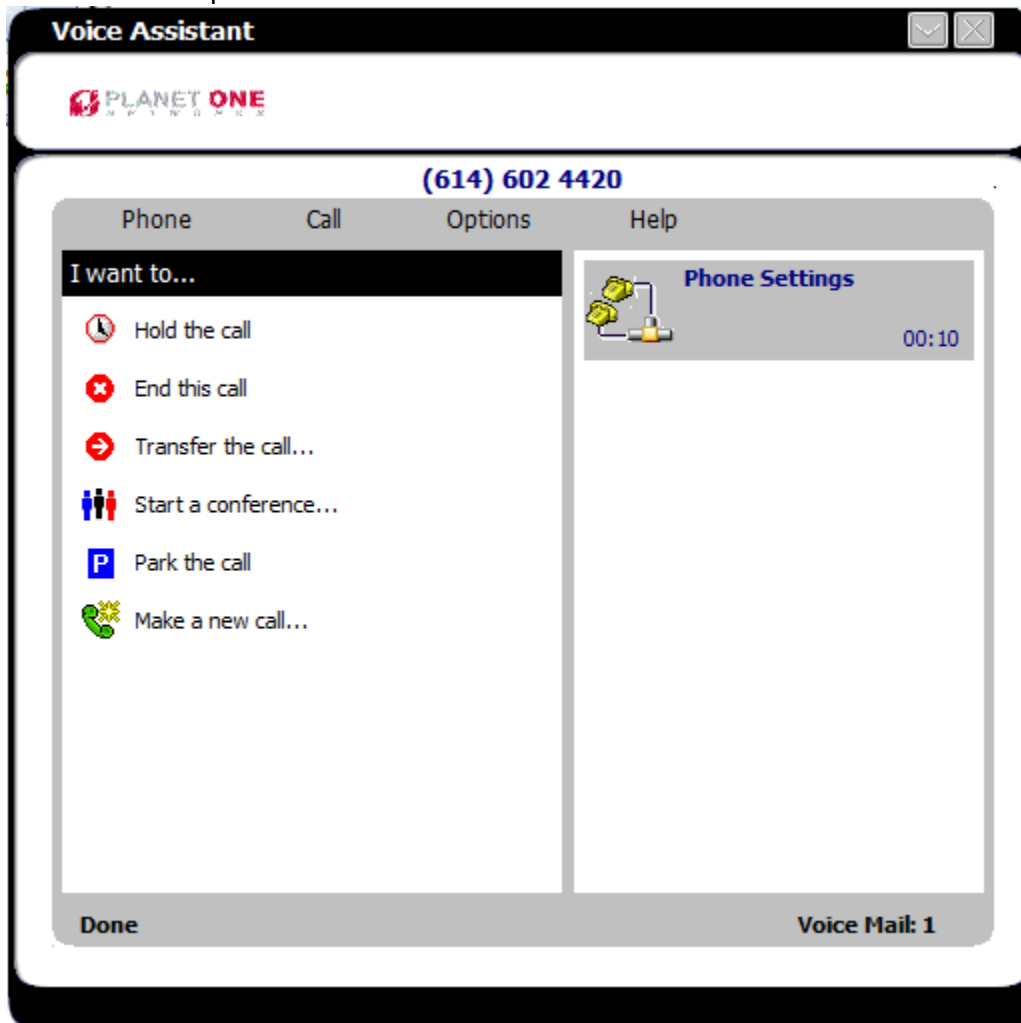 Voice Assistant
PLANET ONE
(614) 602 4420
Phone Call Options Help
I want to...
Phone Settings
00:10
Hold the call
End this call
Transfer the call...
Start a conference...
P Park the call
Make a new call...
Done Voice Mail: 1